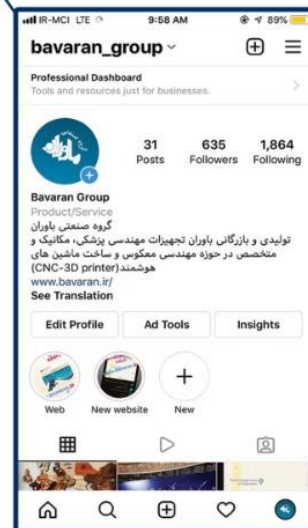 IR-MCI LTE 9:58 AM 89%
bavaran_group
Professional Dashboard
Tools and resources just for businesses.
گروه صنعتی
باوران
31 635 1,864
Posts Followers Following
Bavaran Group
Product/Service
گروه صنعتی باوران
تولیدی و بازرگانی باوران تجهیزات مهندسی پزشکی، مکانیک و
متخصص در حوزه مهندسی معکوس و ساخت ماشین های
هوشمند(CNC-3D printer)
www.bavaran.ir/
See Translation
Edit Profile Ad Tools Insights
Web New website New